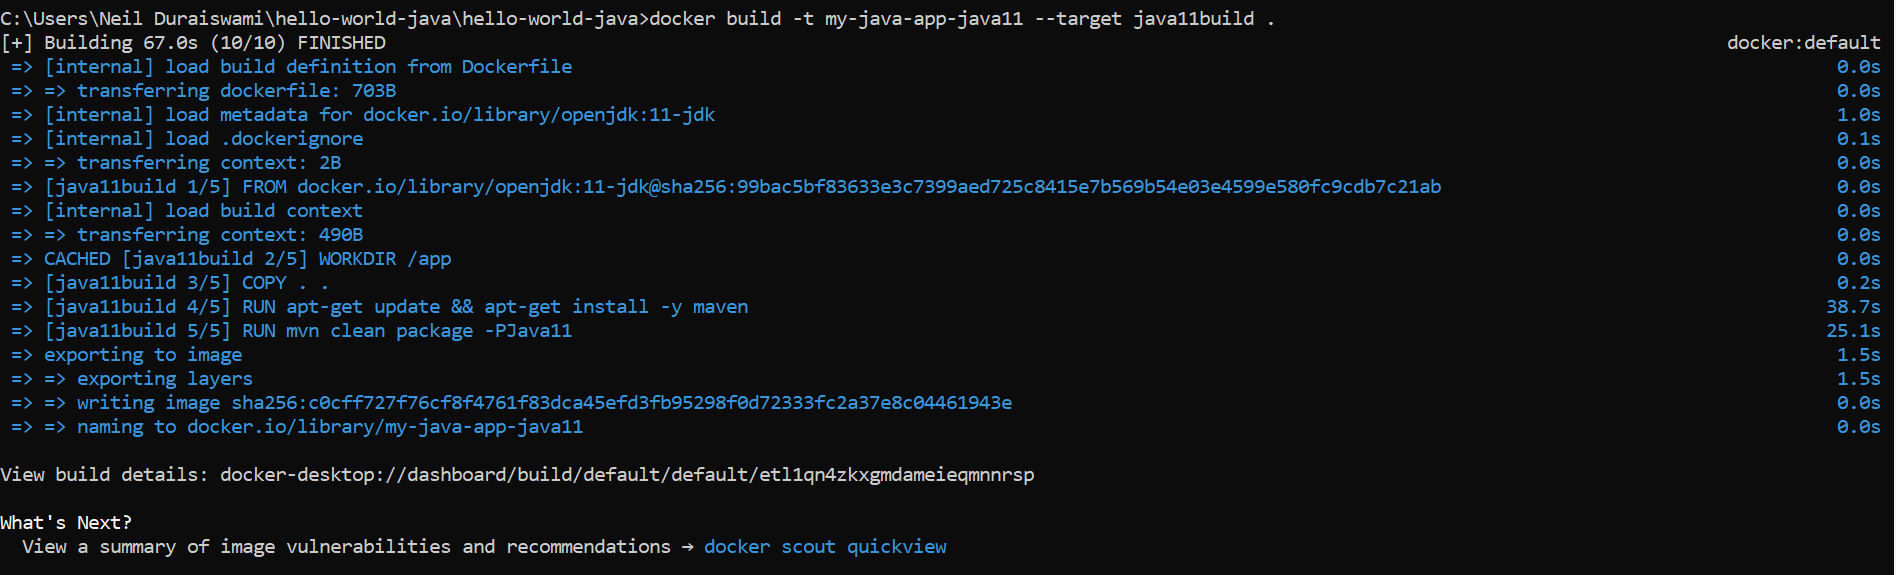 C:\Users\Neil Duraiswami\hello-world-java\hello-world-java>docker build -t my-java-app-java11 --target java11build .
[+] Building 67.0s (10/10) FINISHED docker:default
=> [internal] load build definition from Dockerfile 0.0s
=> => transferring dockerfile: 703B 0.0s
=> [internal] load metadata for docker.io/library/openjdk:11-jdk 1.0s
=> [internal] load .dockerignore 0.1s
=> => transferring context: 2B 0.0s
=> [java11build 1/5] FROM docker.io/library/openjdk:11-jdk@sha256:99bac5bf83633e3c7399aed725c8415e7b569b54e03e4599e580fc9cdb7c21ab 0.0s
=> [internal] load build context 0.0s
=> => transferring context: 490B 0.0s
=> CACHED [java11build 2/5] WORKDIR /app 0.0s
=> [java11build 3/5] COPY . . 0.2s
=> [java11build 4/5] RUN apt-get update && apt-get install -y maven 38.7s
=> [java11build 5/5] RUN mvn clean package -PJava11 25.1s
=> exporting to image 1.5s
=> => exporting layers 1.5s
=> => writing image sha256:c0cff727f76cf8f4761f83dca45efd3fb95298f0d72333fc2a37e8c04461943e 0.0s
=> => naming to docker.io/library/my-java-app-java11 0.0s
View build details: docker-desktop://dashboard/build/default/default/etl1qn4zkxgmdameieqmnnrsp
What's Next?
View a summary of image vulnerabilities and recommendations → docker scout quickview